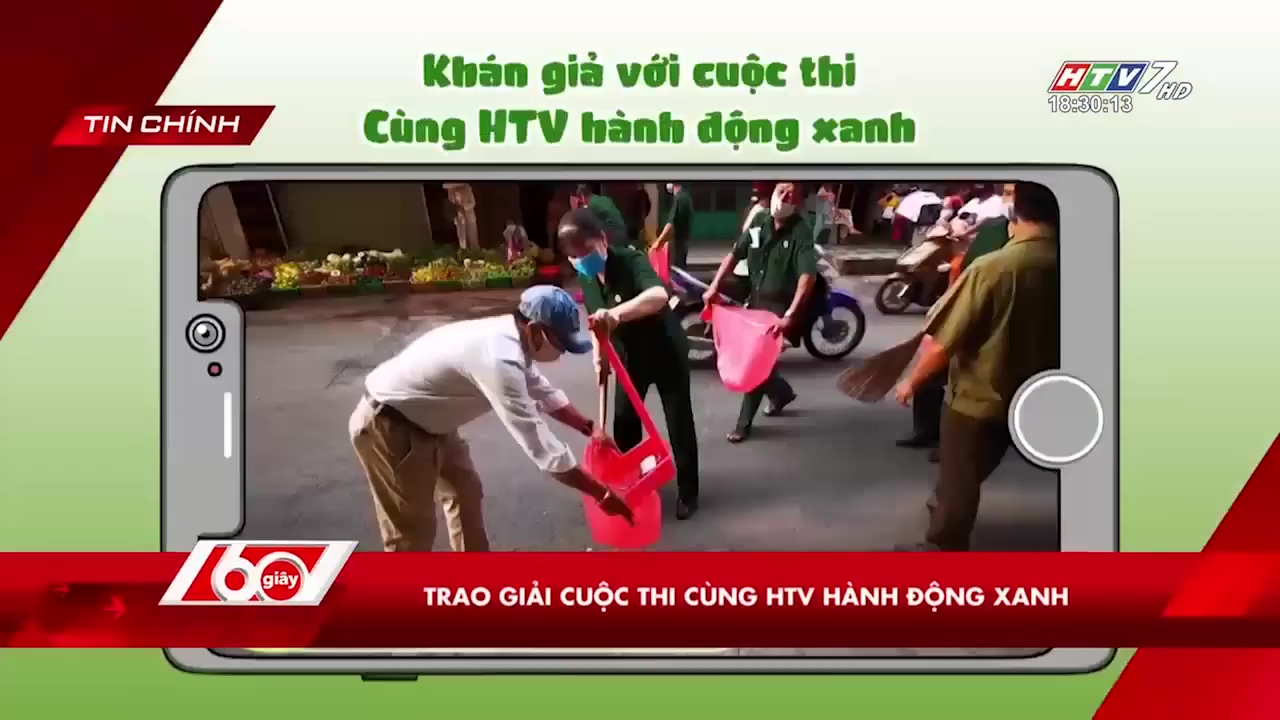 Khán giả với cuộc thi
Cùng HTV hành động xanh
HTV7 HD
18:30:13
TIN CHÍNH
60 giây
TRAO GIẢI CUỘC THI CÙNG HTV HÀNH ĐỘNG XANH